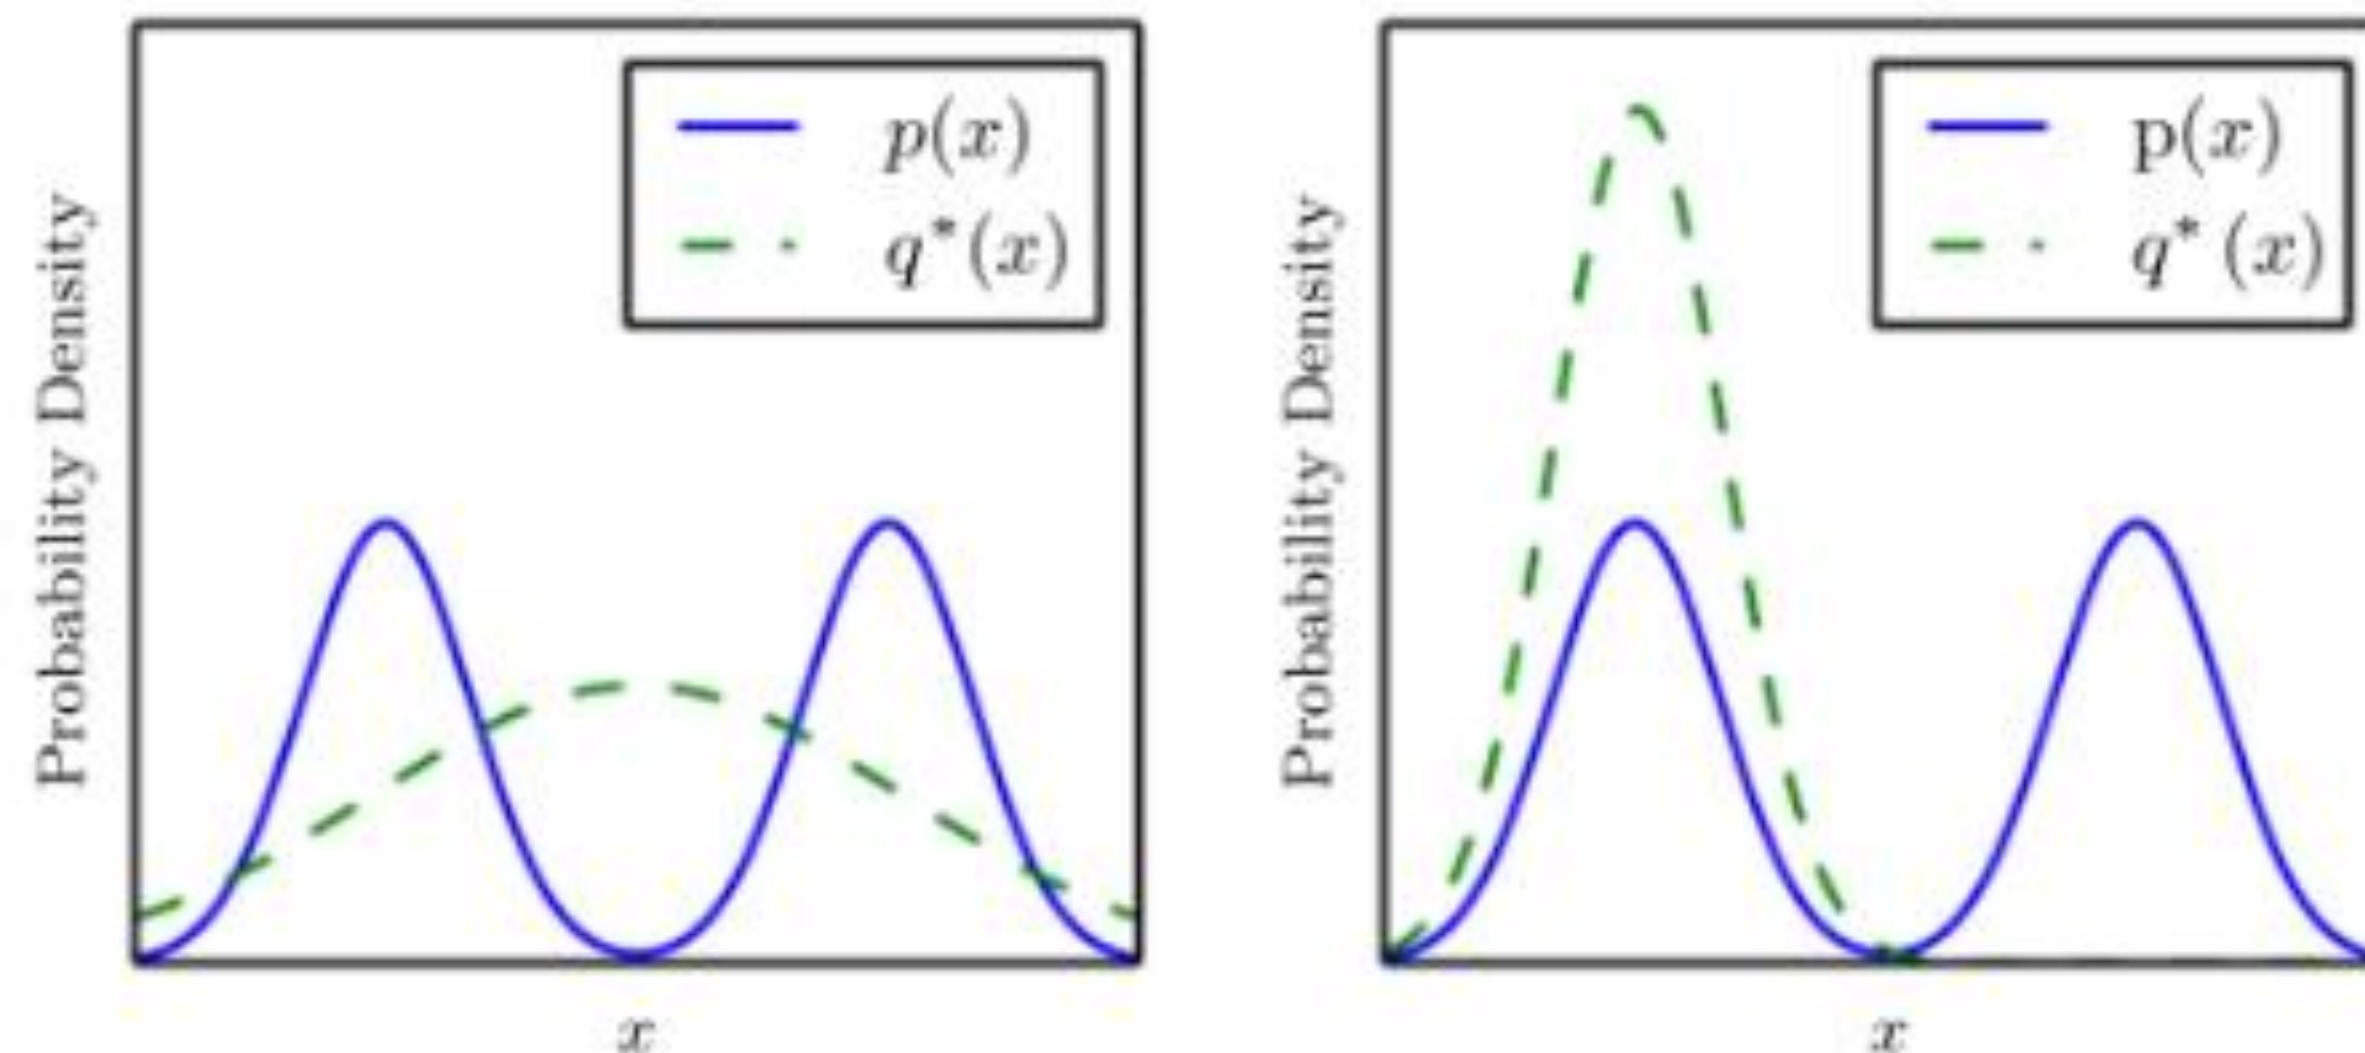 Probability Density
p(x)
q*(x)
x
Probability Density
p(x)
q* (x)
x